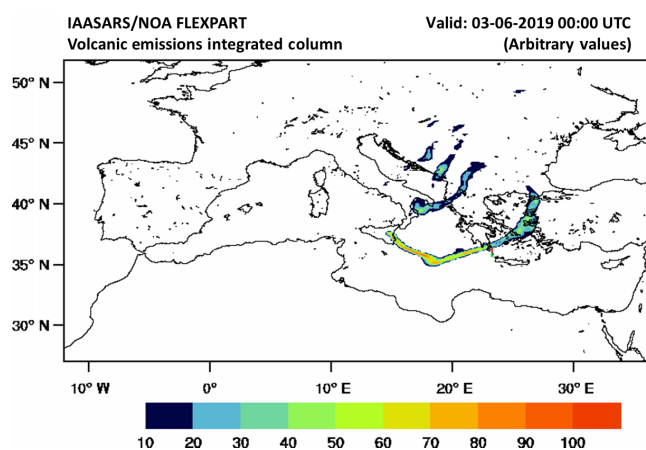 IAASARS/NOA FLEXPART Valid: 03-06-2019 00:00 UTC
Volcanic emissions integrated column (Arbitrary values)
50° N
45° N
40° N
35° N
30° N
10° W 0° 10° E 20° E 30° E
10 20 30 40 50 60 70 80 90 100